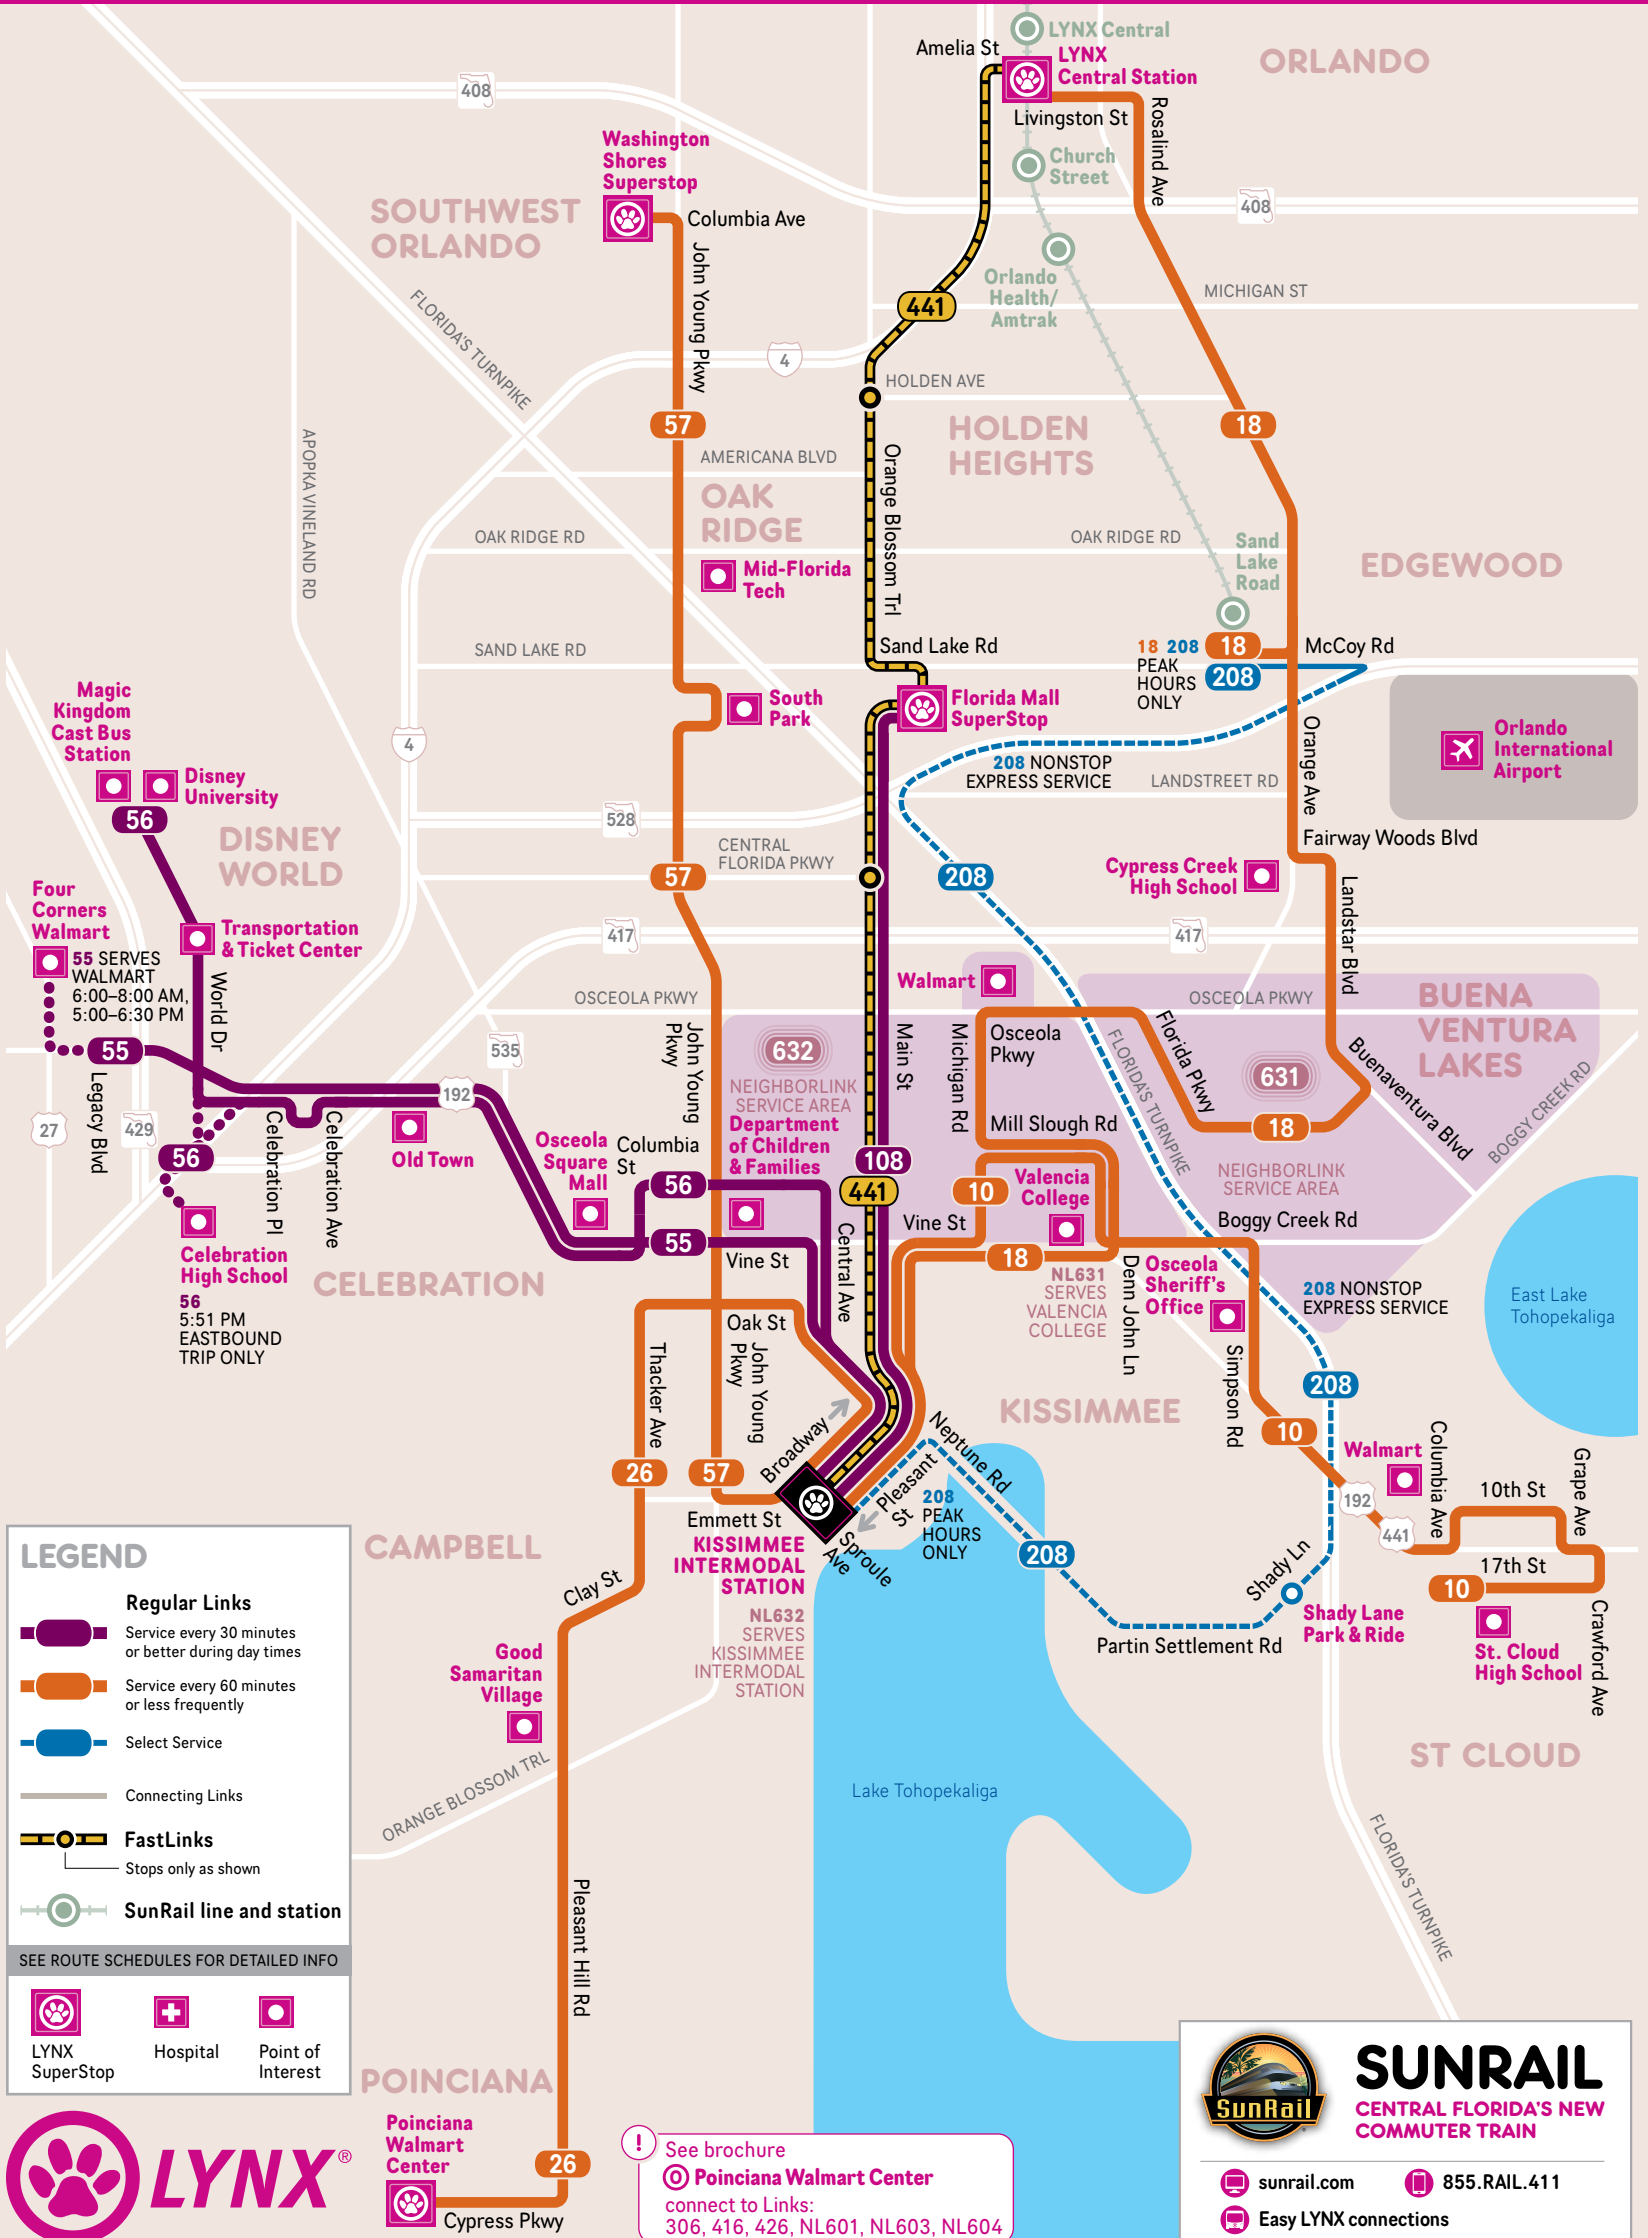 LYNX Central
Amelia St
LYNX
Central Station
ORLANDO
408
Livingston St
Rosalind Ave
Washington
Shores
Superstop
Church
Street
SOUTHWEST
ORLANDO
Columbia Ave
408
John Young Pkwy
Orlando
Health/
Amtrak
MICHIGAN ST
441
FLORIDA'S TURNPIKE
4
HOLDEN AVE
57
HOLDEN
HEIGHTS
18
APOPKA VINELAND RD
AMERICANA BLVD
Orange Blossom Trl
OAK
RIDGE
OAK RIDGE RD
OAK RIDGE RD
Sand
Lake
Road
EDGEWOOD
Mid-Florida
Tech
SAND LAKE RD
Sand Lake Rd
18 208
PEAK
HOURS
ONLY
18
208
McCoy Rd
Magic
Kingdom
Cast Bus
Station
South
Park
Florida Mall
SuperStop
Orange Ave
Orlando
International
Airport
4
Disney
University
208 NONSTOP
EXPRESS SERVICE
LANDSTREET RD
56
528
DISNEY
WORLD
CENTRAL
FLORIDA PKWY
Fairway Woods Blvd
57
208
Cypress Creek
High School
Four
Corners
Walmart
Landstar Blvd
Transportation
& Ticket Center
417
417
55 SERVES
WALMART
6:00–8:00 AM,
5:00–6:30 PM
World Dr
Walmart
OSCEOLA PKWY
OSCEOLA PKWY
BUENA
VENTURA
LAKES
John Young
Pkwy
Main St
Michigan Rd
Osceola
Pkwy
Florida Pkwy
FLORIDA'S TURNPIKE
55
535
632
NEIGHBORLINK
SERVICE AREA
631
Buenaventura Blvd
BOGGY CREEK RD
Legacy Blvd
192
27
429
Celebration Pl
Celebration Ave
Old Town
Osceola
Square
Mall
Columbia
St
Department
of Children
& Families
Mill Slough Rd
18
56
108
NEIGHBORLINK
SERVICE AREA
56
441
10
Valencia
College
Vine St
Boggy Creek Rd
Celebration
High School
55
Vine St
Central Ave
18
56
5:51 PM
EASTBOUND
TRIP ONLY
CELEBRATION
NL631
SERVES
VALENCIA
COLLEGE
Denn John Ln
Osceola
Sheriff's
Office
208 NONSTOP
EXPRESS SERVICE
East Lake
Tohopekaliga
Oak St
Thacker Ave
John Young
Pkwy
Simpson Rd
208
KISSIMMEE
Broadway
Neptune Rd
10
Walmart
Columbia Ave
Grape Ave
26
57
Pleasant
St
208
PEAK
HOURS
ONLY
192
10th St
Emmett St
441
CAMPBELL
KISSIMMEE
INTERMODAL
STATION
Sproule
Ave
208
Shady Ln
17th St
10
Clay St
NL632
SERVES
KISSIMMEE
INTERMODAL
STATION
Partin Settlement Rd
Shady Lane
Park & Ride
St. Cloud
High School
Crawford Ave
Good
Samaritan
Village
ST CLOUD
ORANGE BLOSSOM TRL
Lake Tohopekaliga
FLORIDA'S TURNPIKE
Pleasant Hill Rd
LEGEND
Regular Links
Service every 30 minutes
or better during day times
Service every 60 minutes
or less frequently
Select Service
Connecting Links
FastLinks
Stops only as shown
SunRail line and station
SEE ROUTE SCHEDULES FOR DETAILED INFO
LYNX
SuperStop
Hospital
Point of
Interest
POINCIANA
Poinciana
Walmart
Center
26
Cypress Pkwy
LYNX®
!
See brochure
O Poinciana Walmart Center
connect to Links:
306, 416, 426, NL601, NL603, NL604
SunRail
SUNRAIL
CENTRAL FLORIDA'S NEW
COMMUTER TRAIN
sunrail.com
855.RAIL.411
Easy LYNX connections